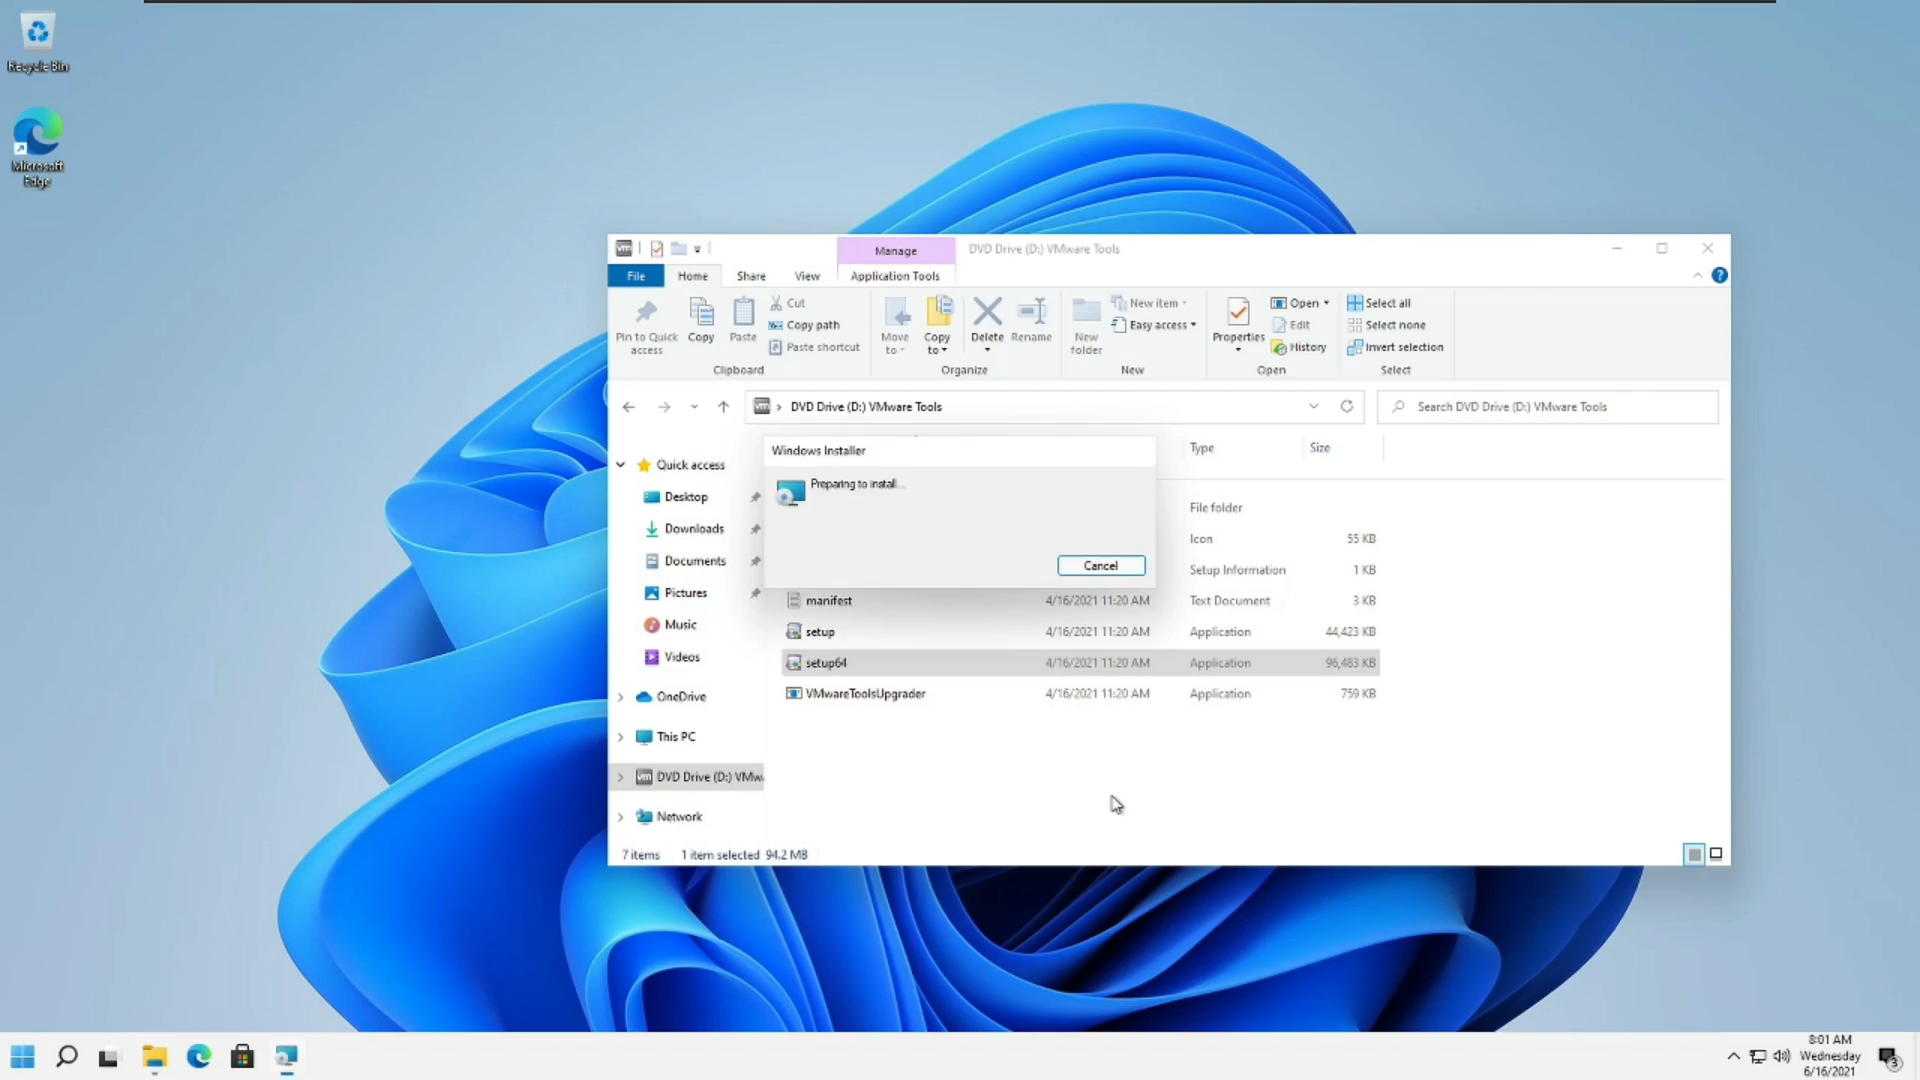 Recycle Bin
Microsoft
Edge
Manage
DVD Drive (D:) VMware Tools
File
Home
Share
View
Application Tools
Pin to Quick
access
Copy
Paste
Cut
Copy path
Paste shortcut
Move
to
Copy
to
Delete
Rename
New
folder
New item
Easy access
Properties
Open
Edit
History
Select all
Select none
Invert selection
Clipboard
Organize
New
Open
Select
DVD Drive (D:) VMware Tools
Search DVD Drive (D:) VMware Tools
Type
Size
Quick access
Desktop
Downloads
Documents
Pictures
Music
Videos
OneDrive
This PC
DVD Drive (D:) VMw
Network
Windows Installer
Preparing to install...
Cancel
File folder
Icon 55 KB
Setup Information 1 KB
manifest 4/16/2021 11:20 AM Text Document 3 KB
setup 4/16/2021 11:20 AM Application 44,423 KB
setup64 4/16/2021 11:20 AM Application 96,483 KB
VMwareToolsUpgrader 4/16/2021 11:20 AM Application 759 KB
7 items 1 item selected 94.2 MB
8:01 AM
Wednesday
6/16/2021
3